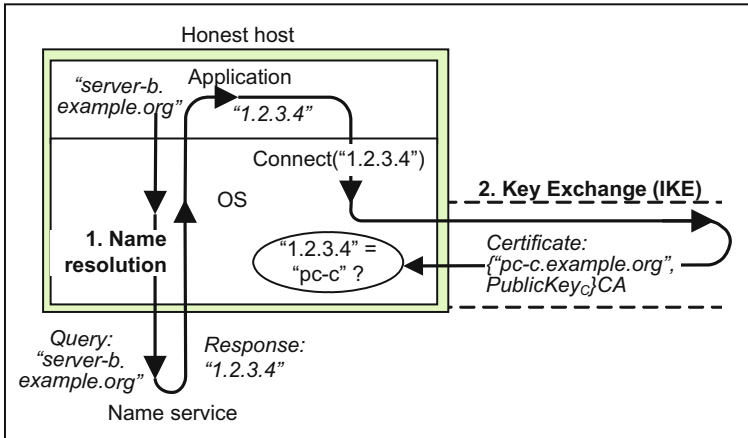 Honest host
Application
“server-b.
example.org”
“1.2.3.4”
Connect(“1.2.3.4”)
OS
2. Key Exchange (IKE)
1. Name
resolution
“1.2.3.4” =
“pc-c” ?
Certificate:
{“pc-c.example.org”,
PublicKeyC}CA
Query:
“server-b.
example.org”
Response:
“1.2.3.4”
Name service